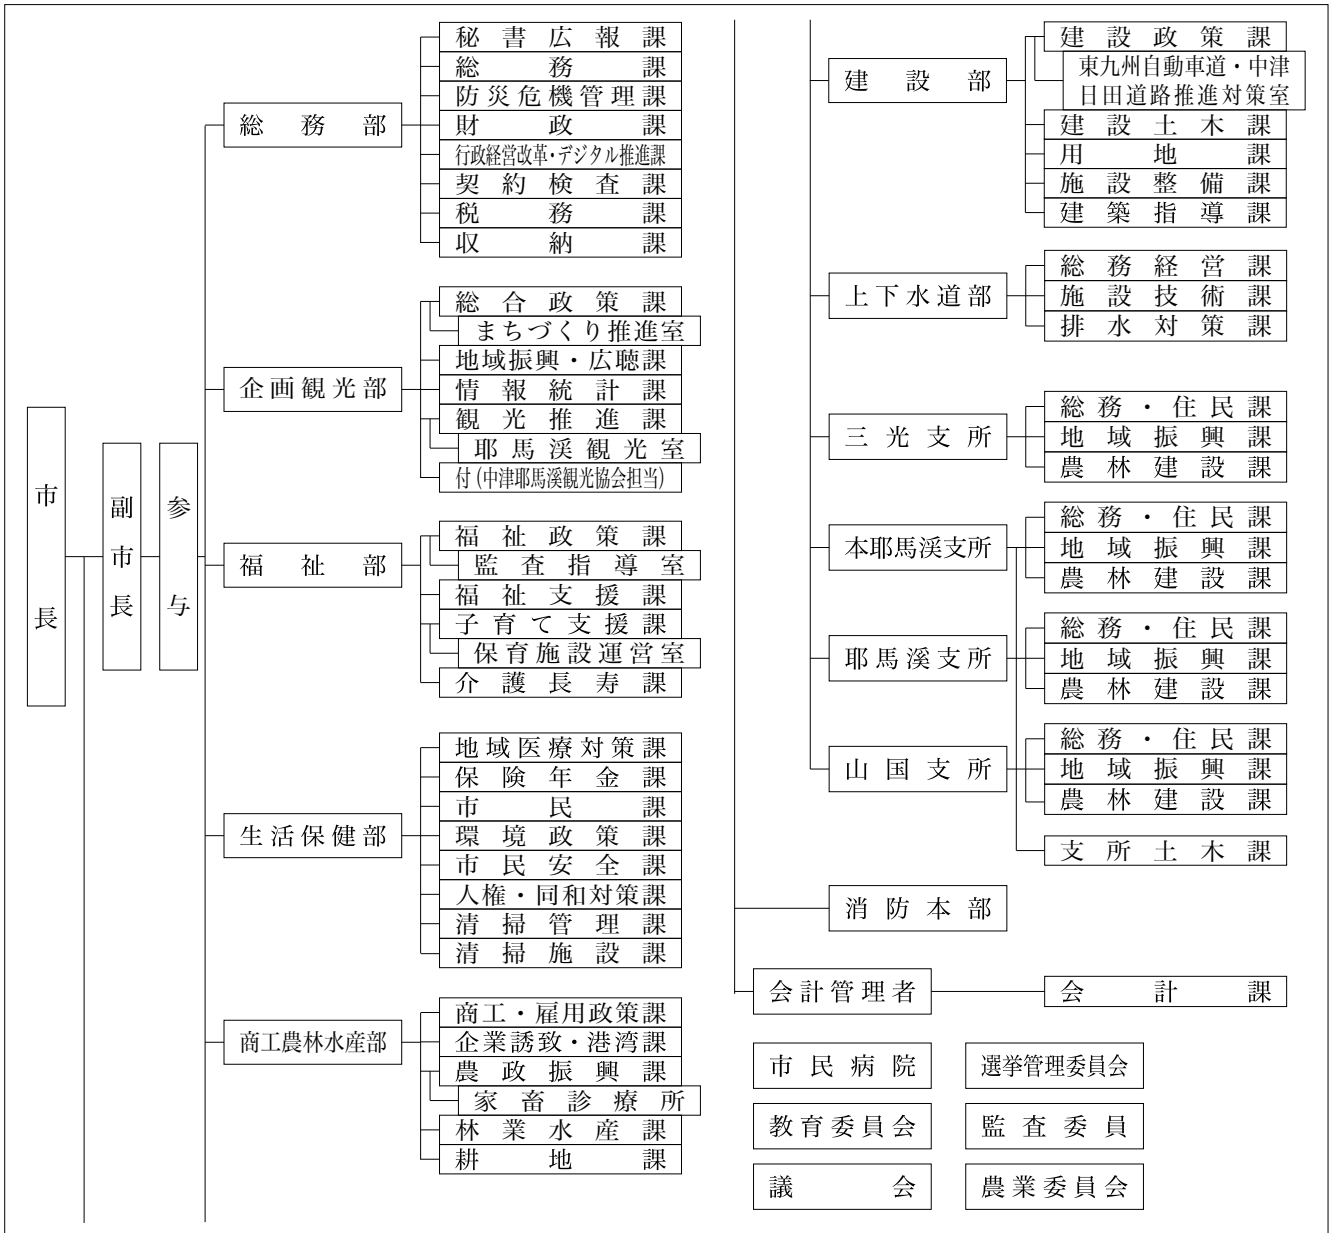 市長
副市長
参与
総務部
秘書広報課
総務課
防災危機管理課
財政課
行政経営改革・デジタル推進課
契約検査課
税務課
収納課
企画観光部
総合政策課
まちづくり推進室
地域振興・広聴課
情報統計課
観光推進課
耶馬渓観光室
付(中津耶馬渓観光協会担当)
福祉部
福祉政策課
監査指導室
福祉支援課
子育て支援課
保育施設運営室
介護長寿課
生活保健部
地域医療対策課
保険年金課
市民課
環境政策課
市民安全課
人権・同和対策課
清掃管理課
清掃施設課
商工農林水産部
商工・雇用政策課
企業誘致・港湾課
農政振興課
家畜診療所
林業水産課
耕地課
建設部
建設政策課
東九州自動車道・中津
日田道路推進対策室
建設土木課
用地課
施設整備課
建築指導課
上下水道部
総務経営課
施設技術課
排水対策課
三光支所
総務・住民課
地域振興課
農林建設課
本耶馬渓支所
総務・住民課
地域振興課
農林建設課
耶馬溪支所
総務・住民課
地域振興課
農林建設課
山国支所
総務・住民課
地域振興課
農林建設課
支所土木課
消防本部
会計管理者
会計課
市民病院
選挙管理委員会
教育委員会
監査委員
議会
農業委員会